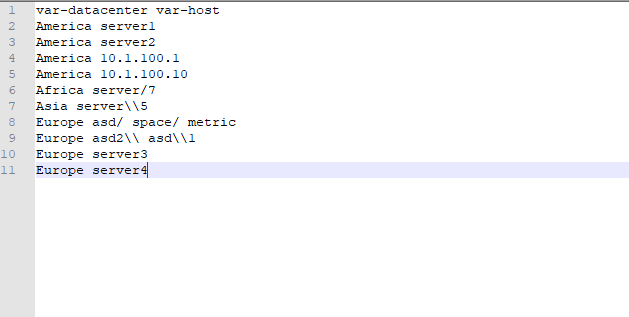 1 var-datacenter var-host
2 America server1
3 America server2
4 America 10.1.100.1
5 America 10.1.100.10
6 Africa server/7
7 Asia server\\5
8 Europe asd/ space/ metric
9 Europe asd2\\ asd\\1
10 Europe server3
11 Europe server4